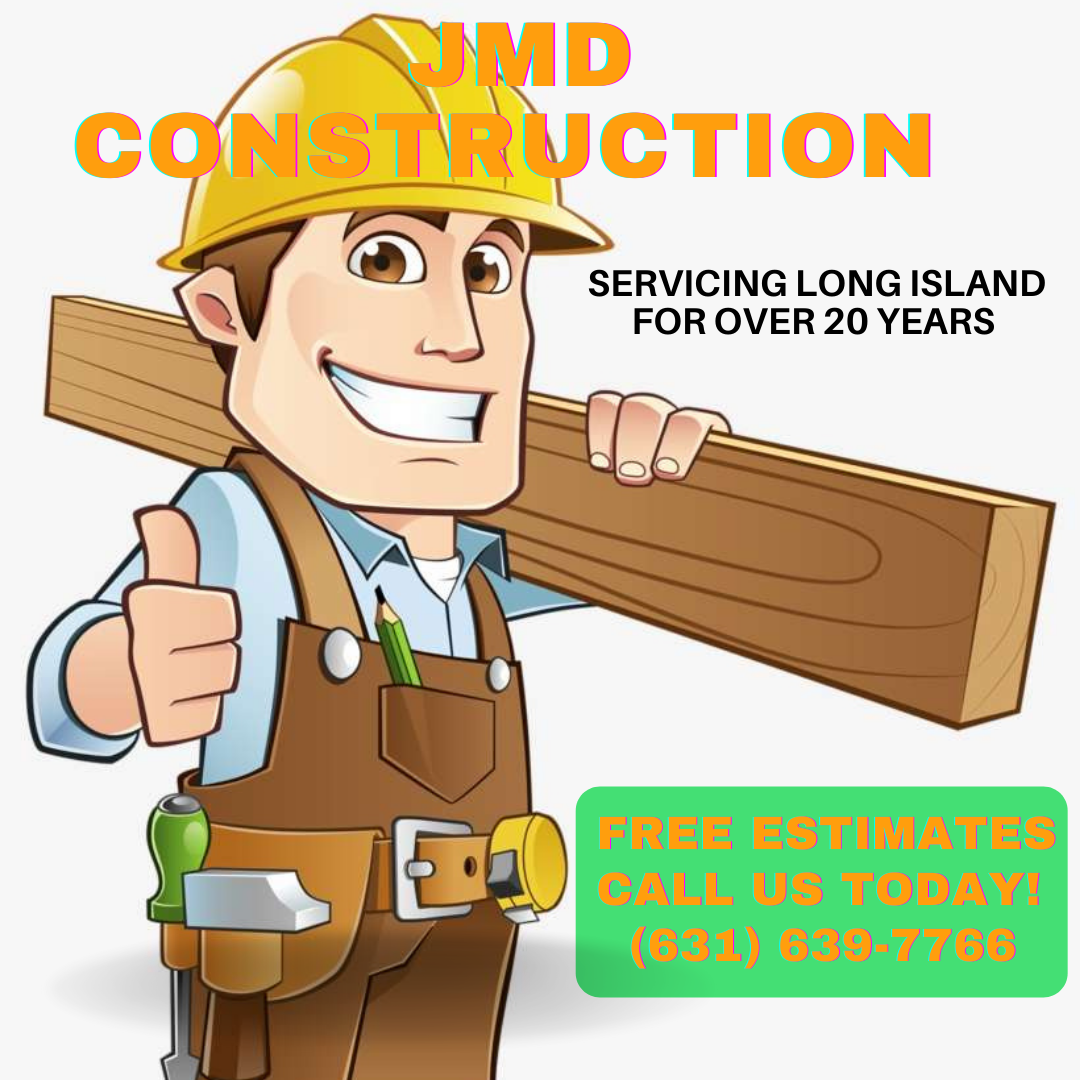 JMD
CONSTRUCTION
SERVICING LONG ISLAND
FOR OVER 20 YEARS
FREE ESTIMATES
CALL US TODAY!
(631) 639-7766